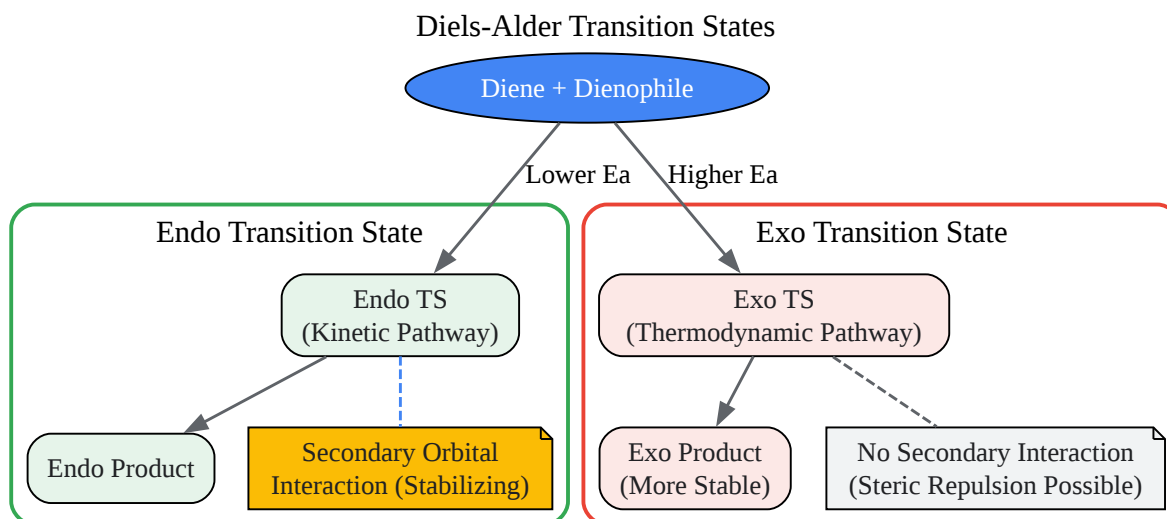 Diels-Alder Transition States
Diene + Dienophile
Lower Ea
Higher Ea
Endo Transition State
Exo Transition State
Endo TS
(Kinetic Pathway)
Exo TS
(Thermodynamic Pathway)
Endo Product
Secondary Orbital
Interaction (Stabilizing)
Exo Product
(More Stable)
No Secondary Interaction
(Steric Repulsion Possible)